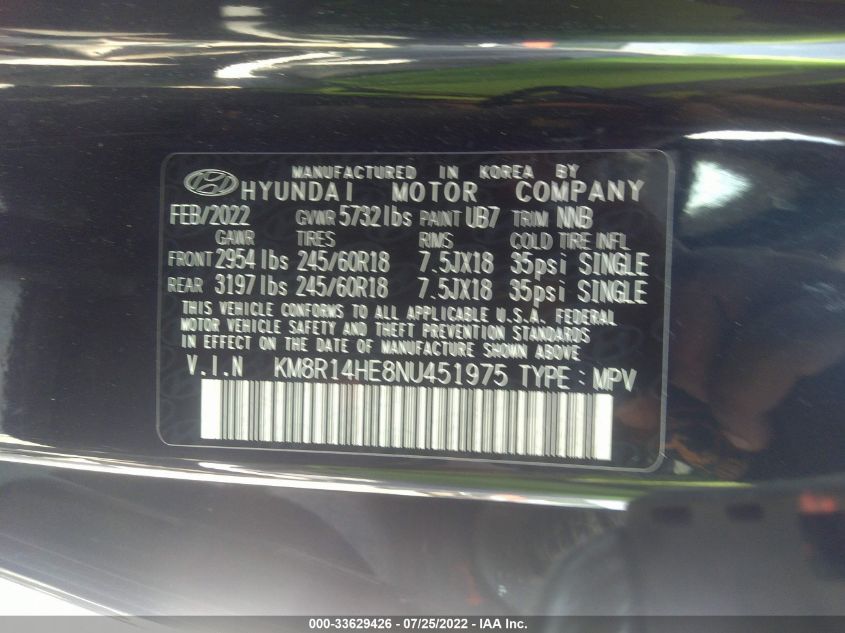 MANUFACTURED IN KOREA BY
HYUNDAI MOTOR COMPANY
FEB/2022 GVWR 5732 lbs PAINT UB7 TRIM NNB
GAWR TIRES RIMS COLD TIRE INFL
FRONT 2954 lbs 245/60R18 7.5JX18 35psi SINGLE
REAR 3197 lbs 245/60R18 7.5JX18 35psi SINGLE
THIS VEHICLE CONFORMS TO ALL APPLICABLE U.S.A. FEDERAL
MOTOR VEHICLE SAFETY AND THEFT PREVENTION STANDARDS
IN EFFECT ON THE DATE OF MANUFACTURE SHOWN ABOVE
V.I.N KM8R14HE8NU451975 TYPE : MPV
000-33629426 - 07/25/2022 - IAA Inc.